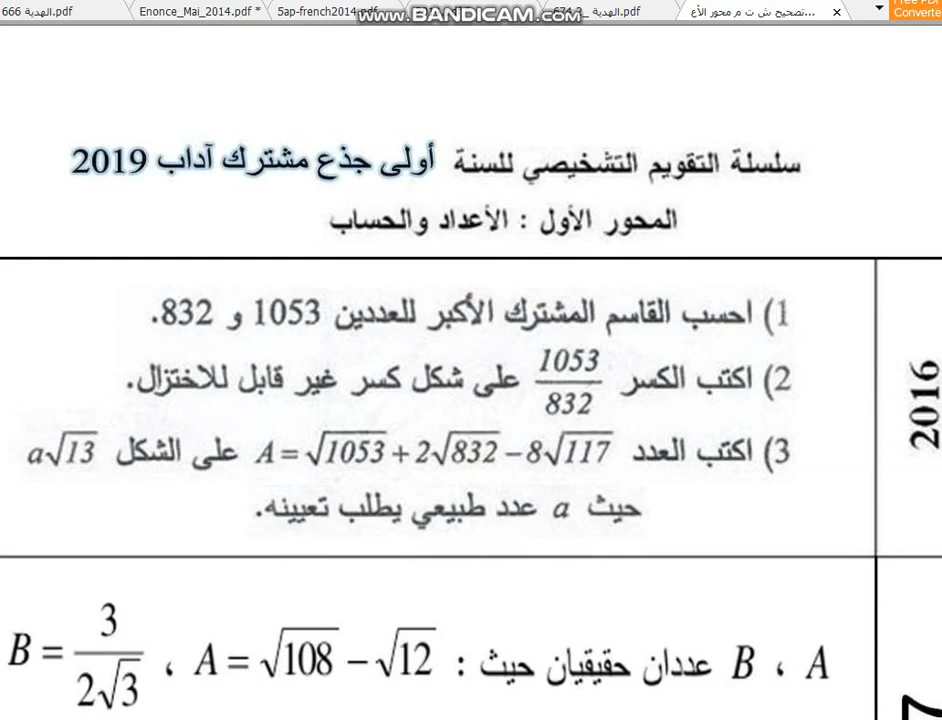 666 الهدية.pdf Enonce_Mai_2014.pdf * 5ap-french2014.pdf الهدية_ 674_2.pdf تصحيح ش ت م محور الأع... × Free PDF Converte
www.BANDICAM.com
سلسلة التقويم التشخيصي للسنة أولى جذع مشترك آداب 2019
المحور الأول : الأعداد والحساب
1) احسب القاسم المشترك الأكبر للعددين 1053 و 832.
2) اكتب الكسر 1053/832 على شكل كسر غير قابل للاختزال.
3) اكتب العدد A = √1053 + 2√832 − 8√117 على الشكل a√13
حيث a عدد طبيعي يطلب تعيينه.
2016
A ، B عددان حقيقيان حيث : A = √108 − √12 ، B = 3/2√3